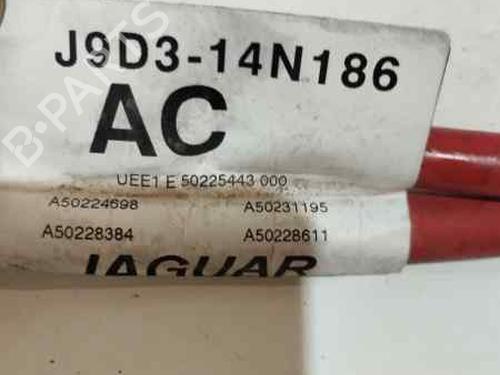 J9D3-14N186
AC
UEE1 E 50225443 000
A50224698 A50231195
A50228384 A50228611
JAGUAR
B-PARTS